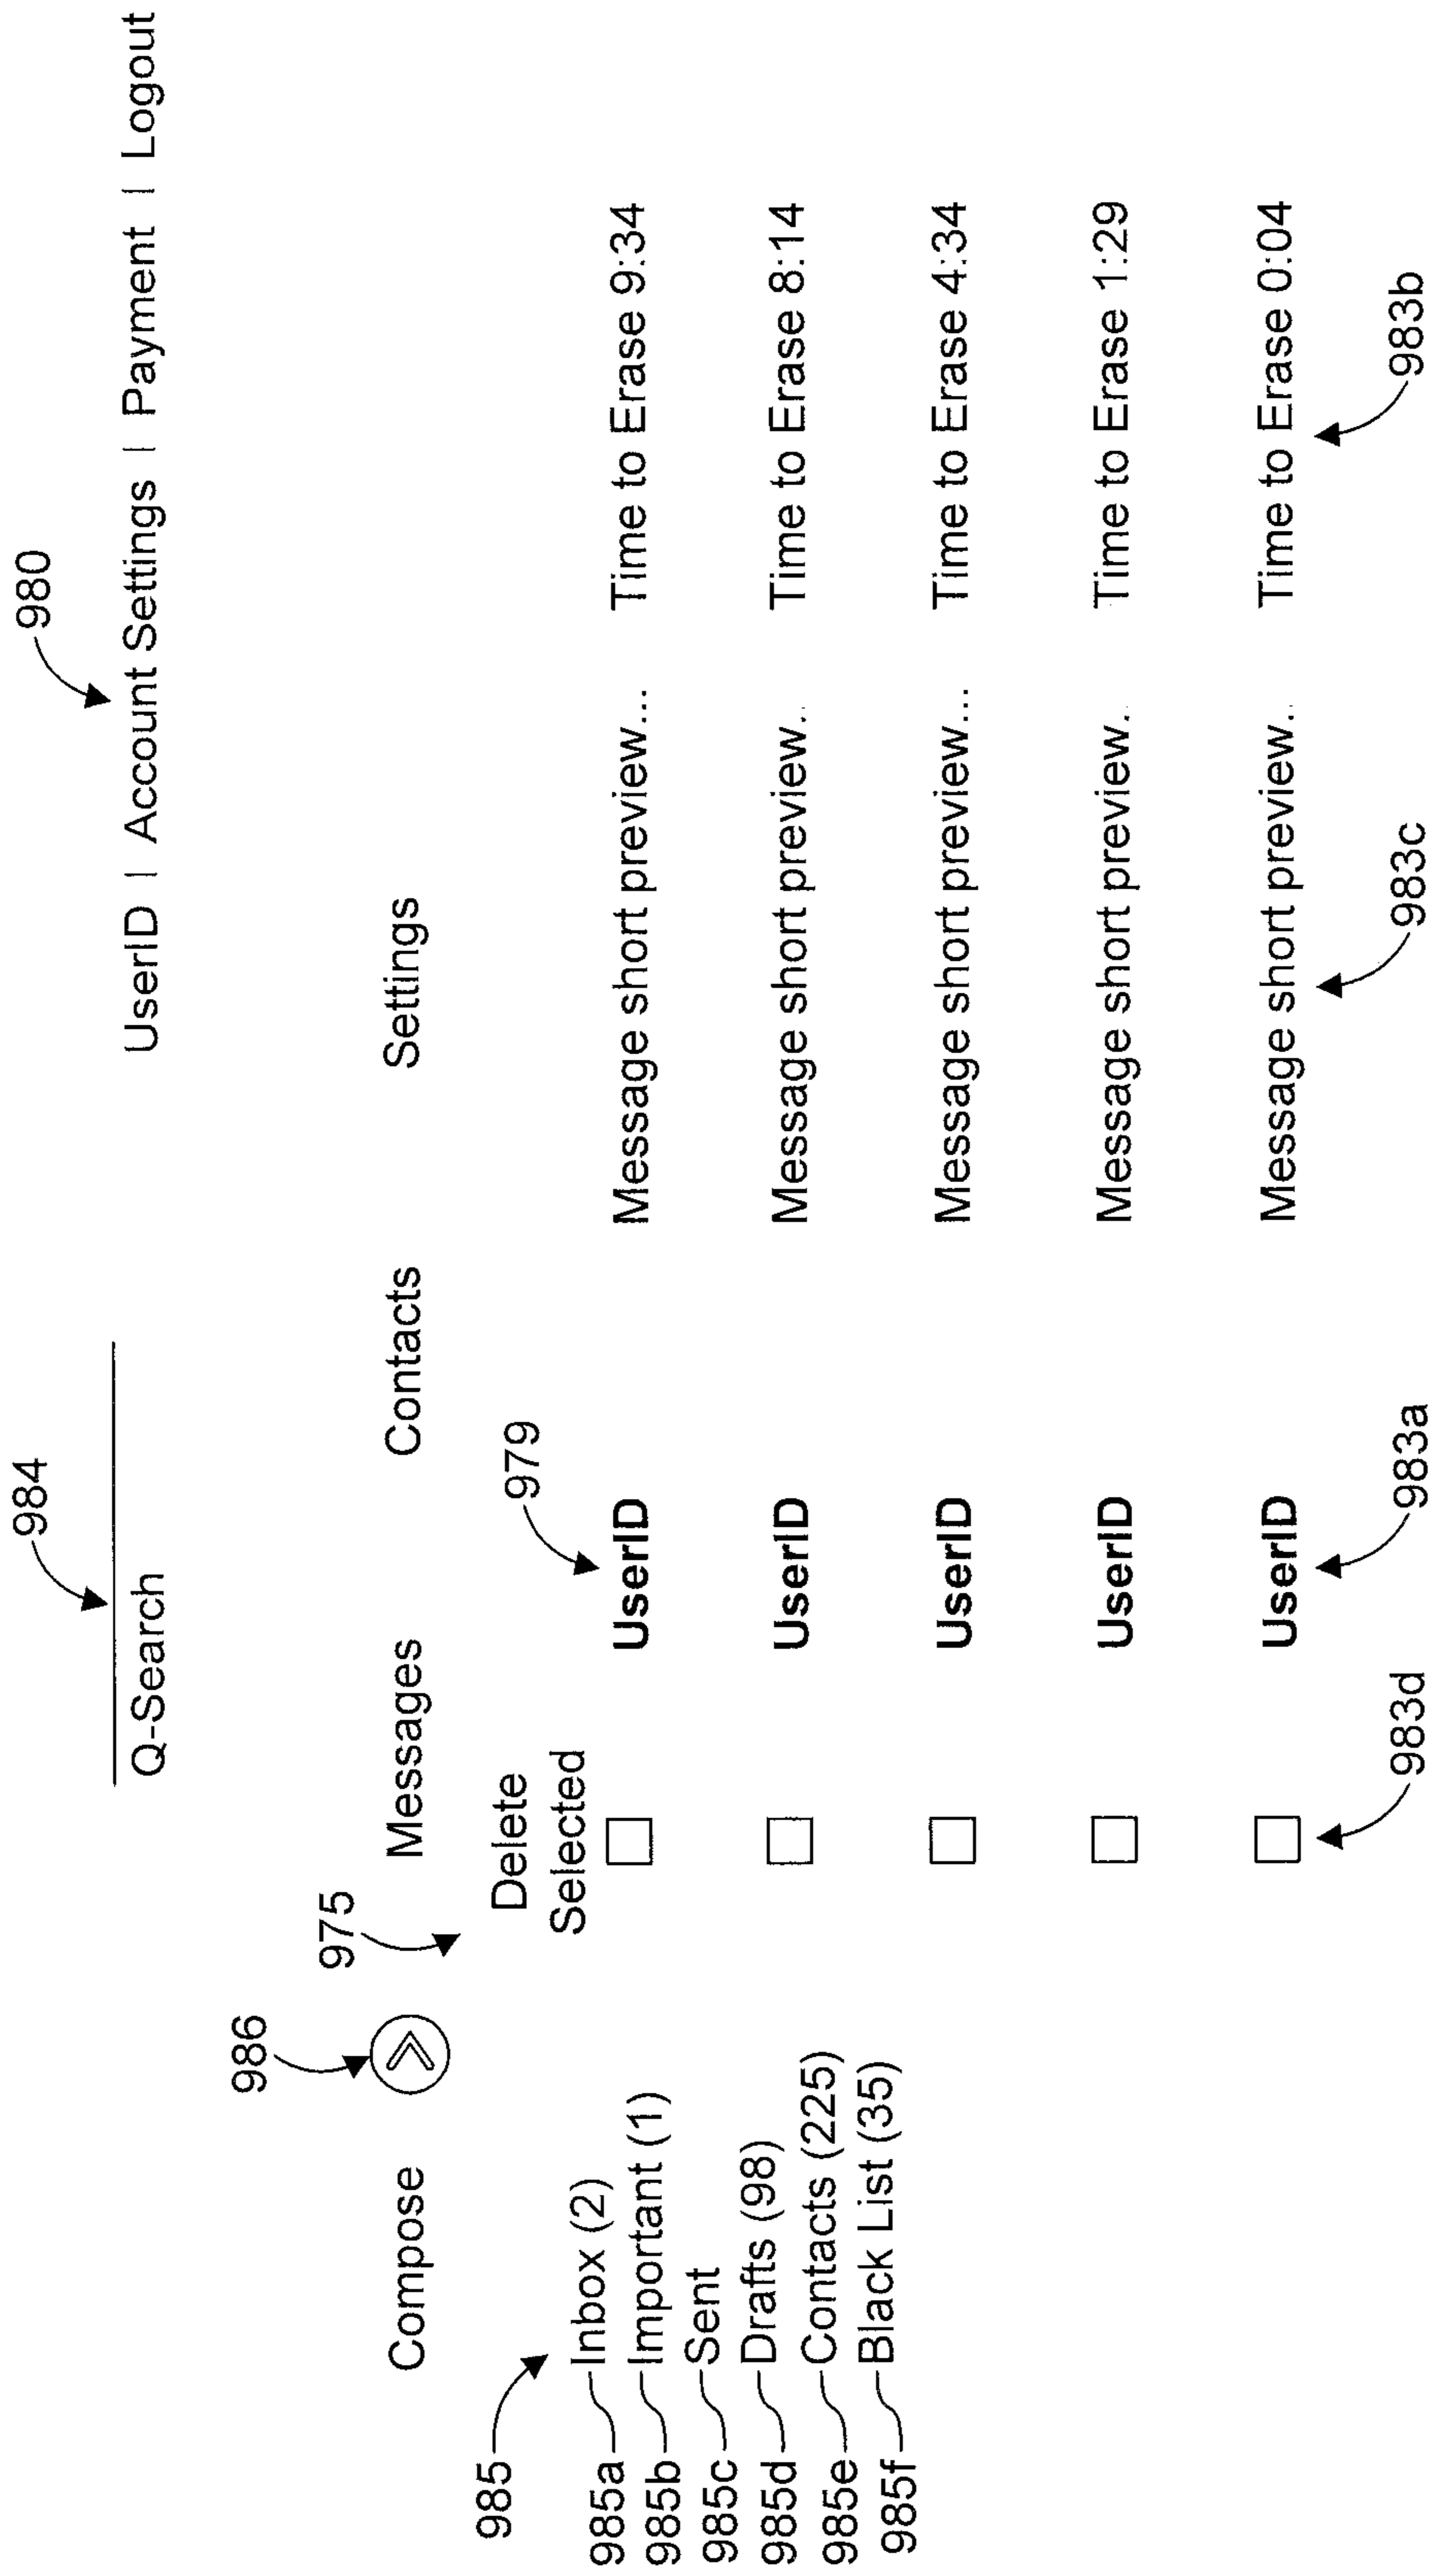 984
980
Q-Search
UserID | Account Settings | Payment | Logout
986
975
Compose
Messages
Contacts
Settings
985
Delete
Selected
979
985a Inbox (2)
985b Important (1)
985c Sent
985d Drafts (98)
985e Contacts (225)
985f Black List (35)
UserID Message short preview... Time to Erase 9:34
UserID Message short preview.. Time to Erase 8:14
UserID Message short preview... Time to Erase 4:34
UserID Message short preview.. Time to Erase 1:29
UserID Message short preview.. Time to Erase 0:04
983d
983a
983c
983b